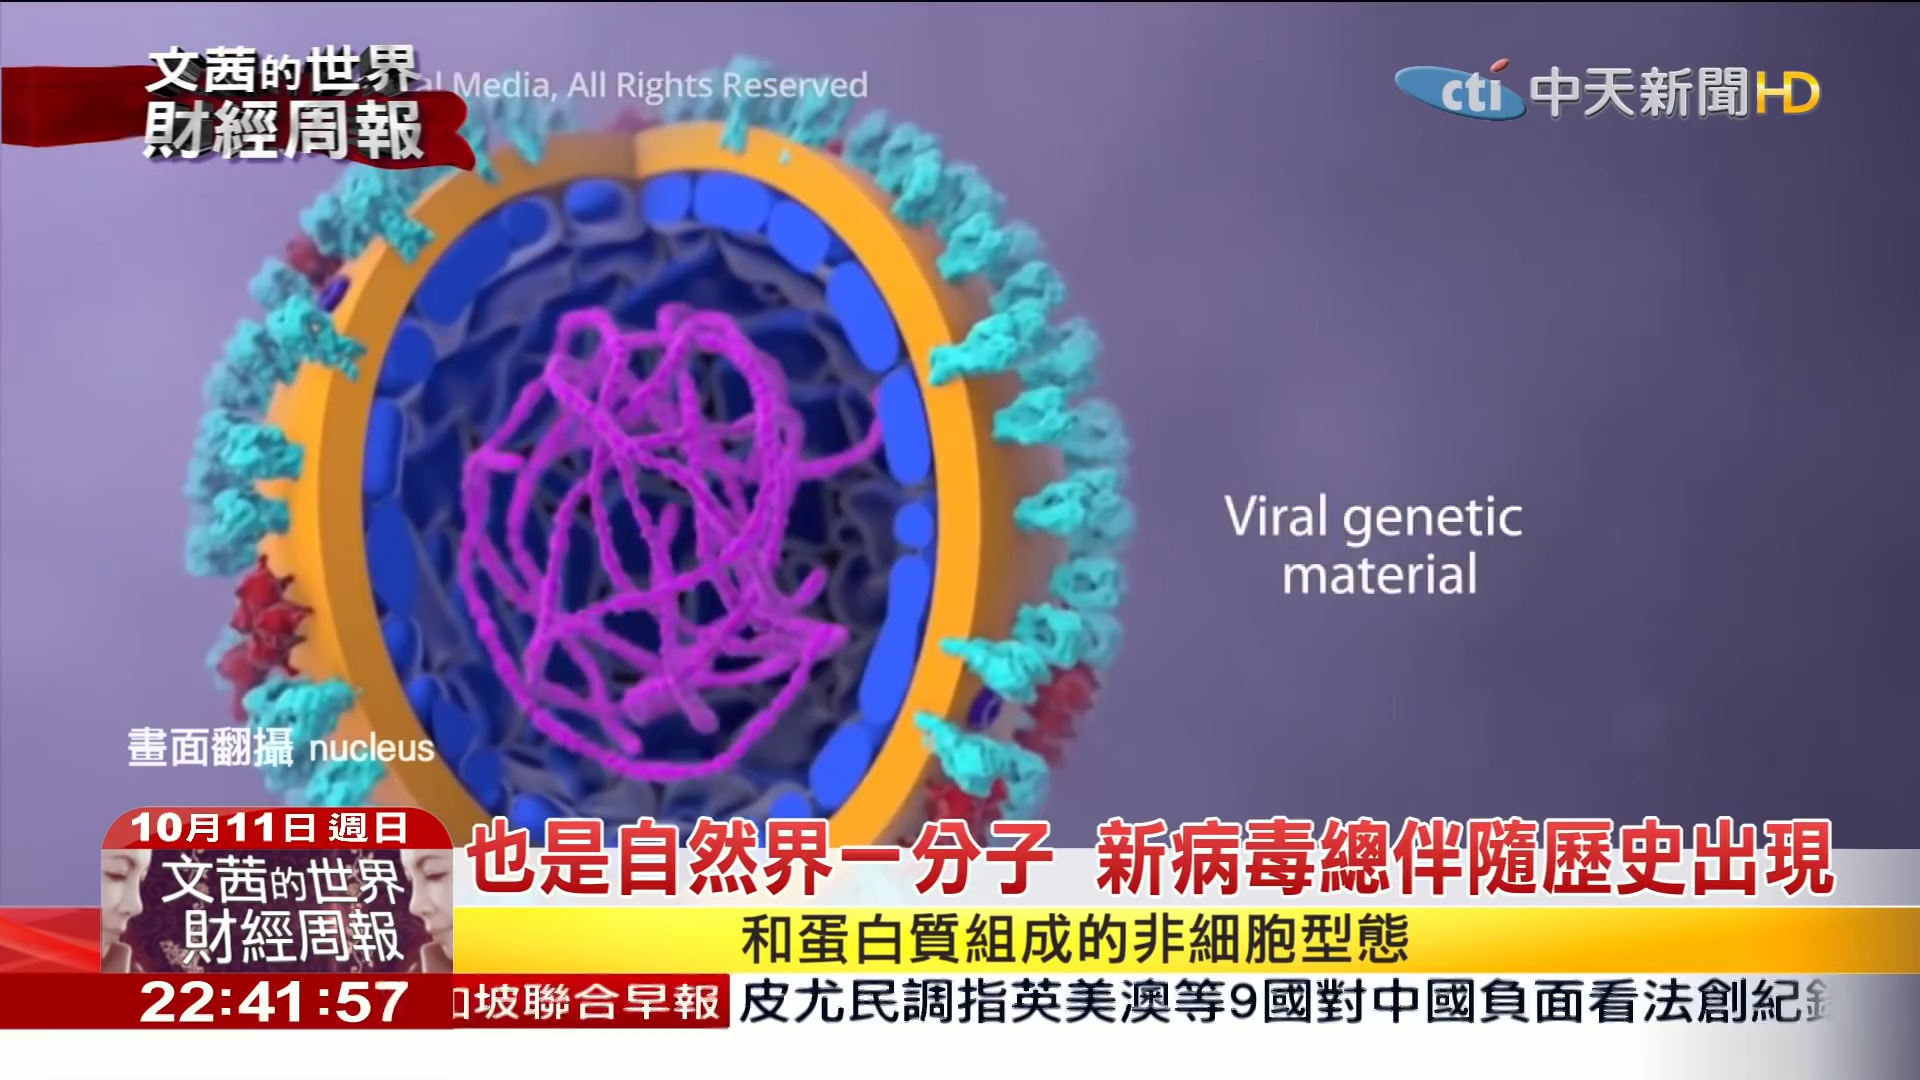 文茜的世界
財經周報
al Media, All Rights Reserved
cti 中天新聞HD
Viral genetic
material
畫面翻攝 nucleus
10月11日 週日
文茜的世界
財經周報
也是自然界一分子 新病毒總伴隨歷史出現
和蛋白質組成的非細胞型態
22:41:57
坡聯合早報
皮尤民調指英美澳等9國對中國負面看法創紀